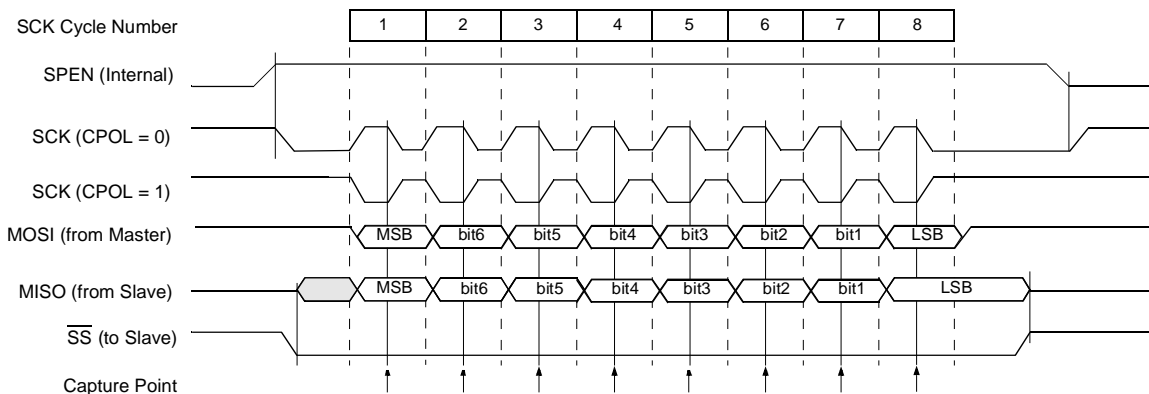 SCK Cycle Number 1 2 3 4 5 6 7 8
SPEN (Internal)
SCK (CPOL = 0)
SCK (CPOL = 1)
MOSI (from Master) MSB bit6 bit5 bit4 bit3 bit2 bit1 LSB
MISO (from Slave) MSB bit6 bit5 bit4 bit3 bit2 bit1 LSB
SS (to Slave)
Capture Point